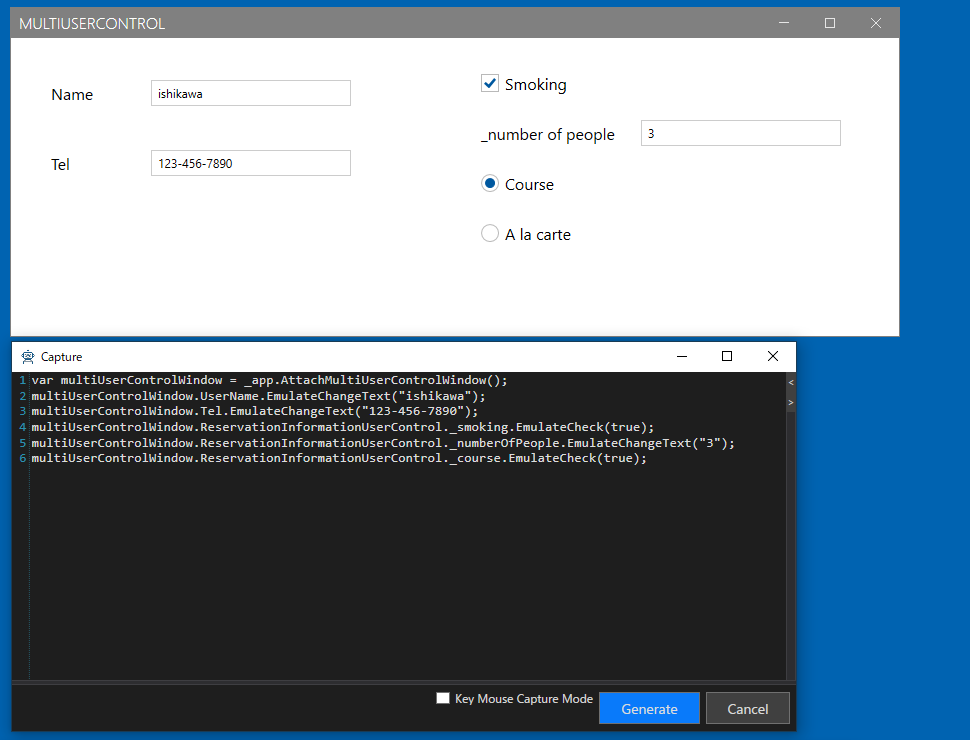 MULTIUSERCONTROL
Name
ishikawa
Tel
123-456-7890
Smoking
_number of people
3
Course
A la carte
Capture
1 var multiUserControlWindow = _app.AttachMultiUserControlWindow();
2 multiUserControlWindow.UserName.EmulateChangeText("ishikawa");
3 multiUserControlWindow.Tel.EmulateChangeText("123-456-7890");
4 multiUserControlWindow.ReservationInformationUserControl._smoking.EmulateCheck(true);
5 multiUserControlWindow.ReservationInformationUserControl._numberOfPeople.EmulateChangeText("3");
6 multiUserControlWindow.ReservationInformationUserControl._course.EmulateCheck(true);
<
>
Key Mouse Capture Mode
Generate
Cancel